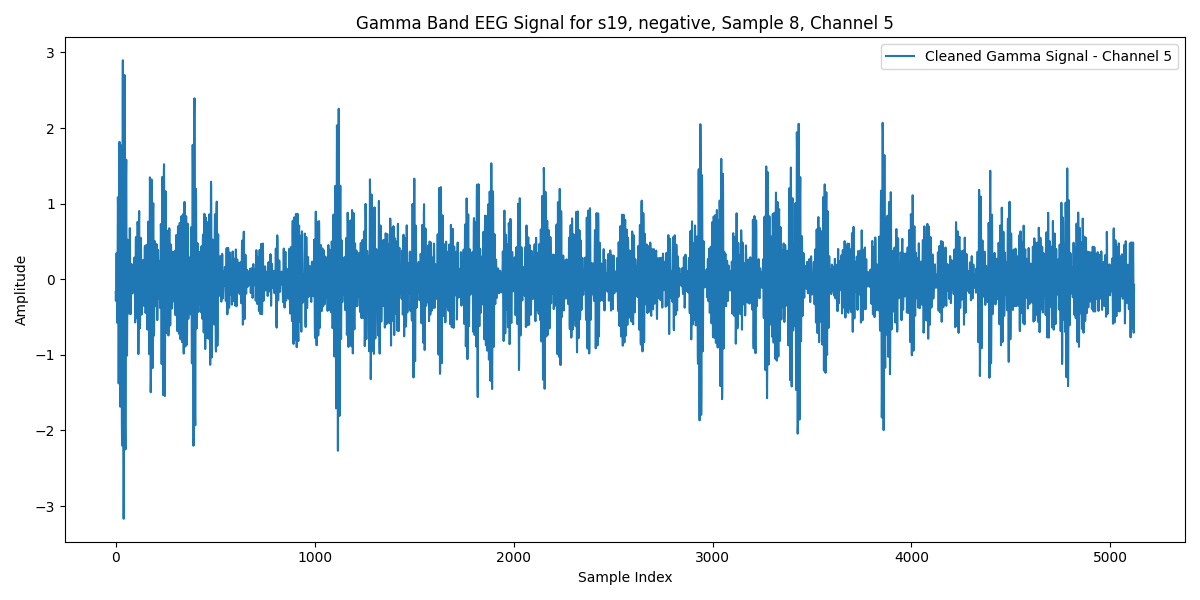 Gamma Band EEG Signal for s19, negative, Sample 8, Channel 5
Cleaned Gamma Signal - Channel 5
3
2
1
0
−1
−2
−3
Amplitude
0 1000 2000 3000 4000 5000
Sample Index